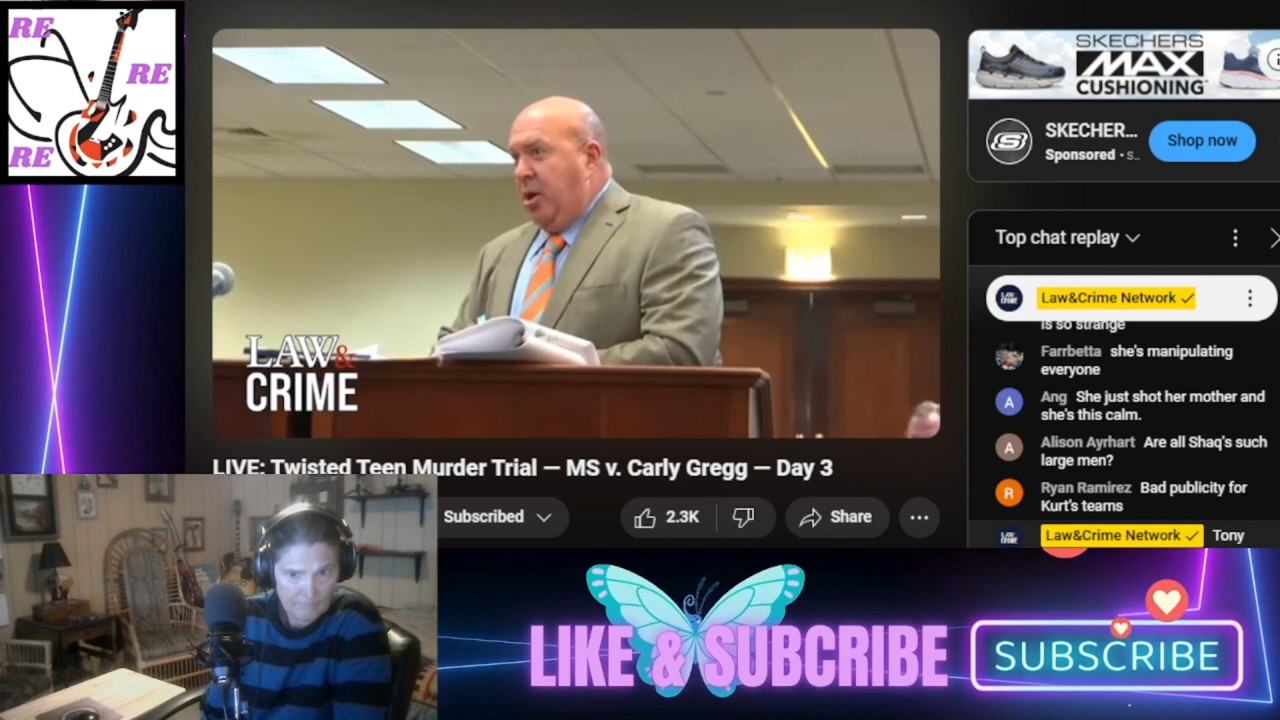 RE
RE
RE
LAW&
CRIME
LIVE: Twisted Teen Murder Trial — MS v. Carly Gregg — Day 3
Subscribed
2.3K
Share
SKECHERS
MAX
CUSHIONING
SKECHER...
Sponsored • s..
Shop now
Top chat replay
Law&Crime Network
is so strange
Farrbetta she's manipulating
everyone
A
Ang She just shot her mother and
she's this calm.
A
Alison Ayrhart Are all Shaq's such
large men?
R
Ryan Ramirez Bad publicity for
Kurt's teams
Law&Crime Network Tony
LIKE & SUBCRIBE
SUBSCRIBE